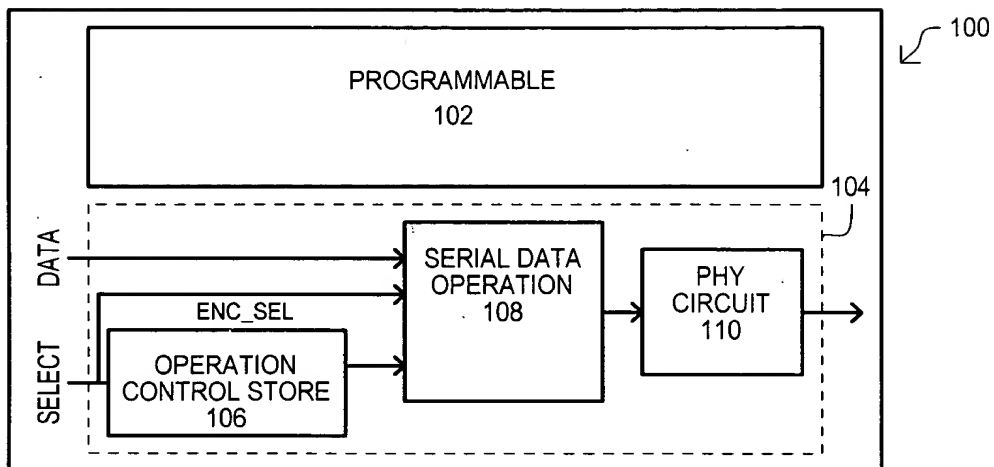 100
PROGRAMMABLE
102
104
DATA
SERIAL DATA
OPERATION
108
PHY
CIRCUIT
110
ENC_SEL
SELECT
OPERATION
CONTROL STORE
106